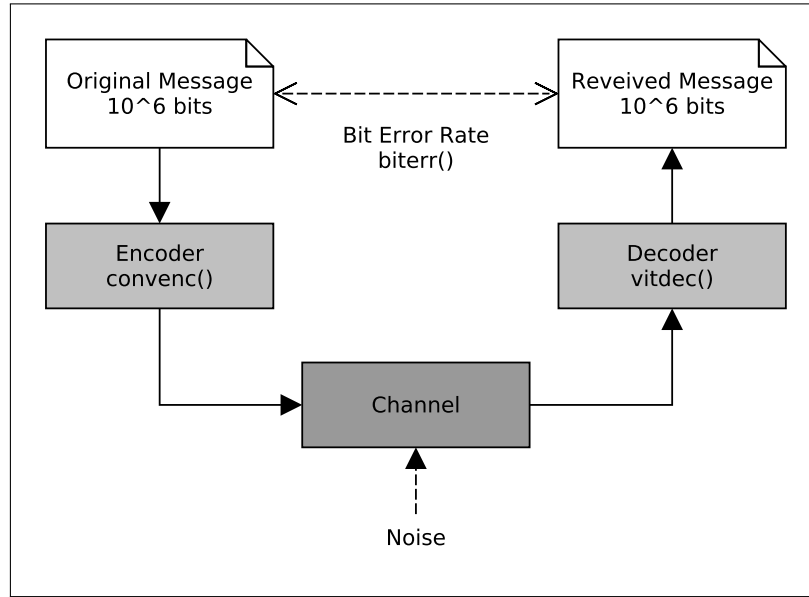 Original Message
10^6 bits
Reveived Message
10^6 bits
Bit Error Rate
biterr()
Encoder
convenc()
Decoder
vitdec()
Channel
Noise